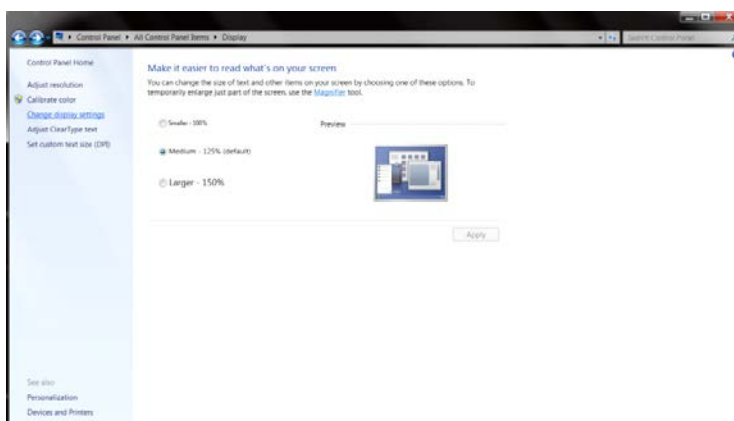 Control Panel ▸ All Control Panel Items ▸ Display
Search Control Panel
Control Panel Home
Adjust resolution
Calibrate color
Change display settings
Adjust ClearType text
Set custom text size (DPI)
Make it easier to read what's on your screen
You can change the size of text and other items on your screen by choosing one of these options. To
temporarily enlarge just part of the screen, use the Magnifier tool.
Smaller - 100%
Preview
Medium - 125% (default)
Larger - 150%
Apply
See also
Personalization
Devices and Printers